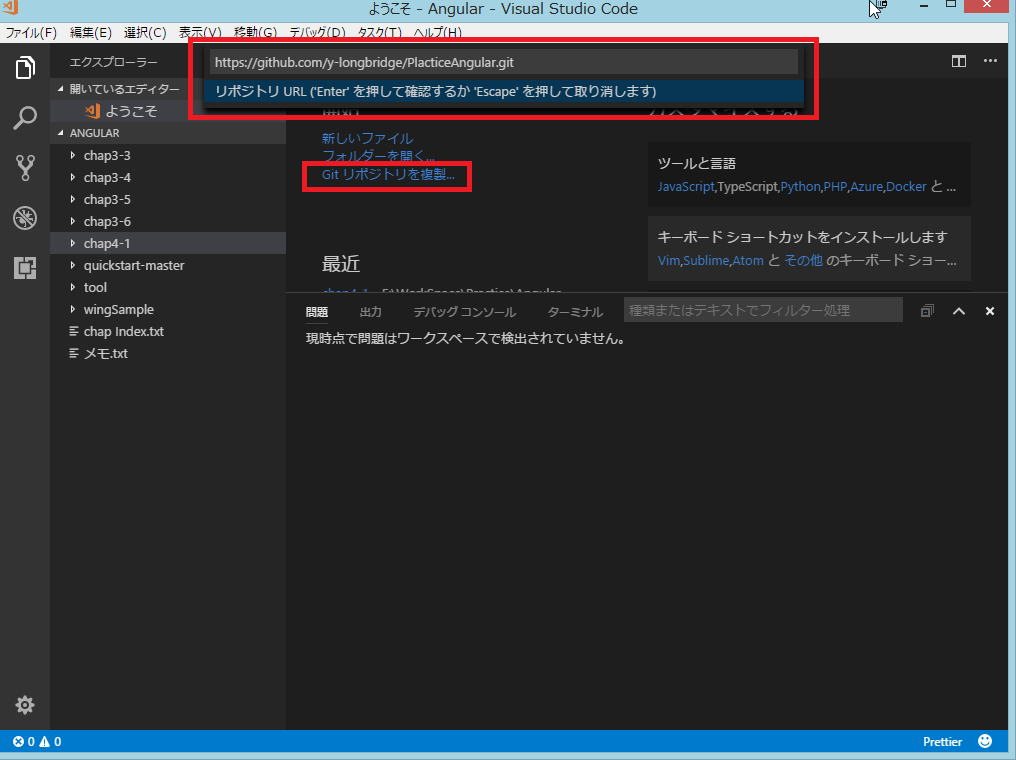 ようこそ - Angular - Visual Studio Code
ファイル(F) 編集(E) 選択(C) 表示(V) 移動(G) デバッグ(D) タスク(T) ヘルプ(H)
エクスプローラー
開いているエディター
ようこそ
ANGULAR
chap3-3
chap3-4
chap3-5
chap3-6
chap4-1
quickstart-master
tool
wingSample
chap Index.txt
メモ.txt
https://github.com/y-longbridge/PlacticeAngular.git
リポジトリ URL ('Enter' を押して確認するか 'Escape' を押して取り消します)
新しいファイル
フォルダーを開く...
Git リポジトリを複製...
最近
chap4-1 E:\WorkSpace\Practice\Angular
ツールと言語
JavaScript,TypeScript,Python,PHP,Azure,Docker と ...
キーボード ショートカットをインストールします
Vim,Sublime,Atom と その他 のキーボード ショー...
問題 出力 デバッグ コンソール ターミナル 種類またはテキストでフィルター処理
現時点で問題はワークスペースで検出されていません。
0 0
Prettier